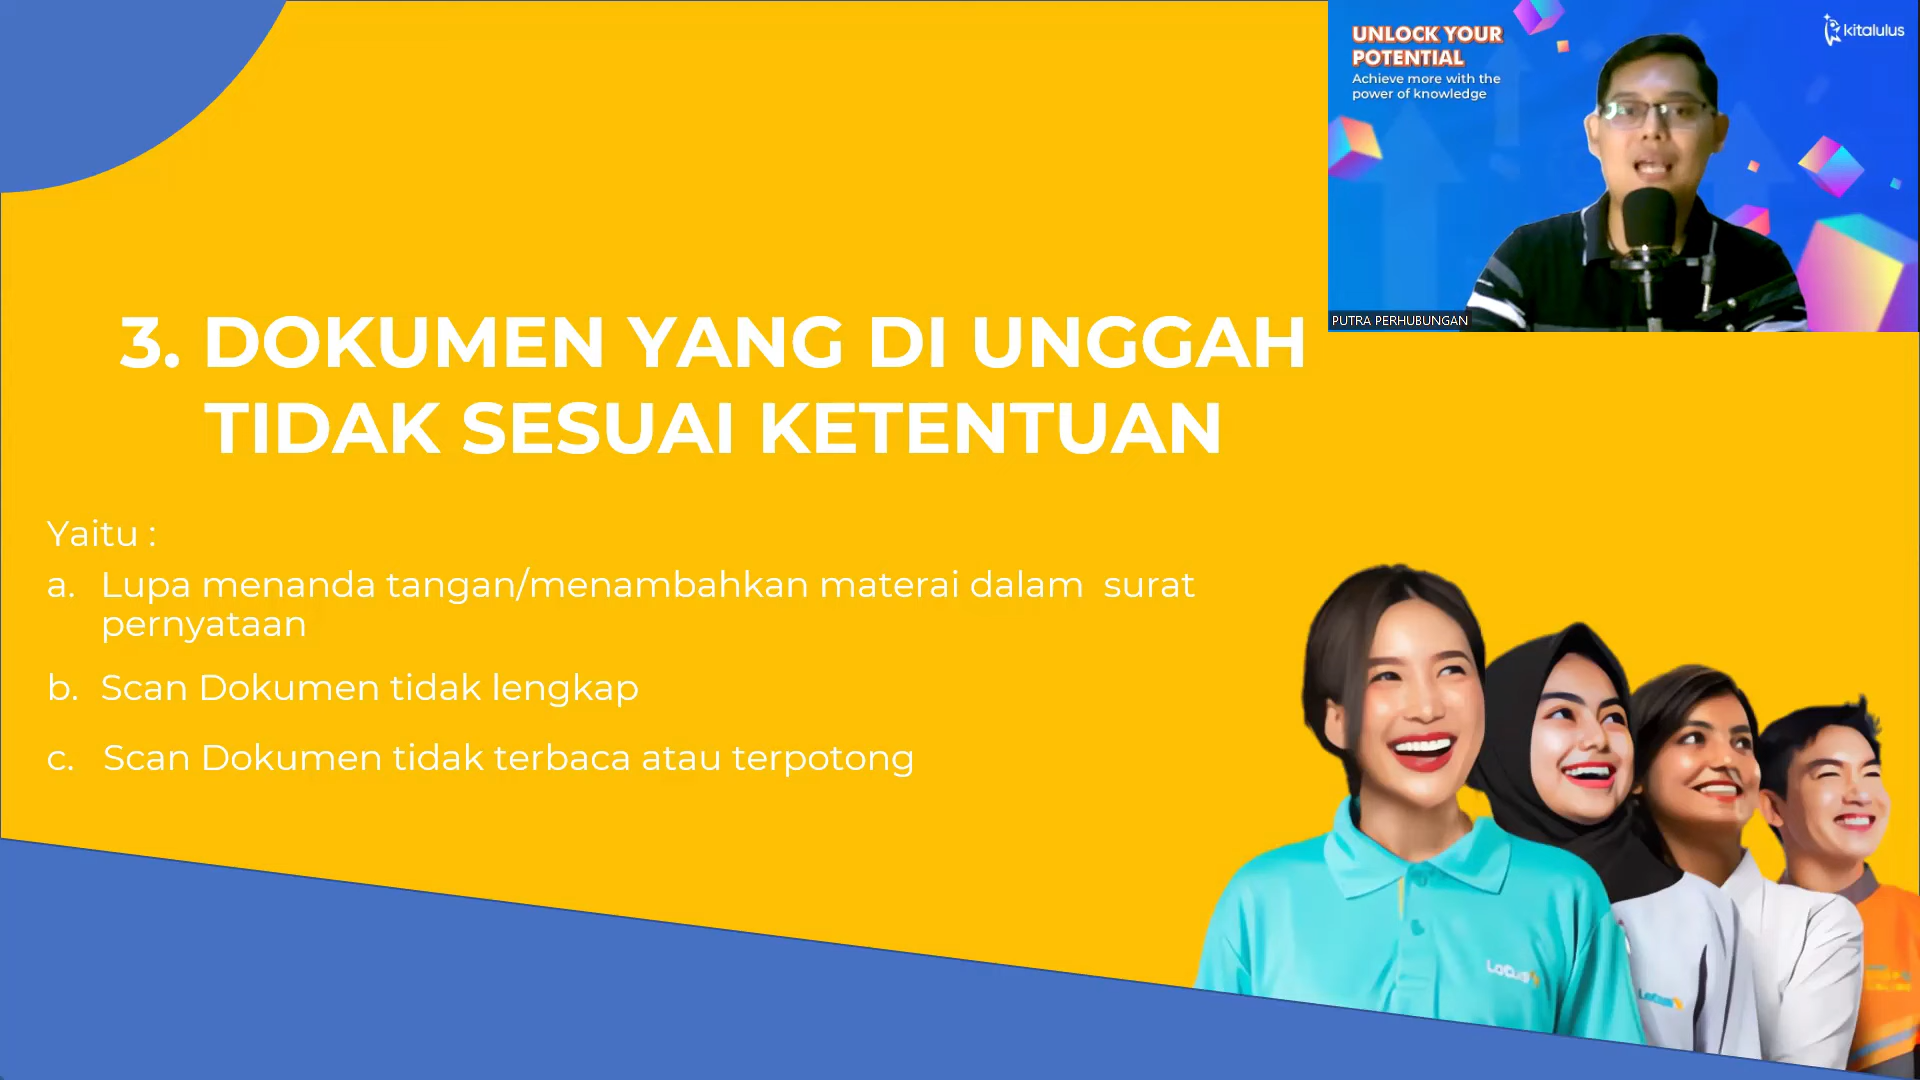 UNLOCK YOUR
POTENTIAL
Achieve more with the
power of knowledge
kitalulus
PUTRA PERHUBUNGAN
3. DOKUMEN YANG DI UNGGAH
TIDAK SESUAI KETENTUAN
Yaitu :
a. Lupa menanda tangan/menambahkan materai dalam surat
pernyataan
b. Scan Dokumen tidak lengkap
c. Scan Dokumen tidak terbaca atau terpotong